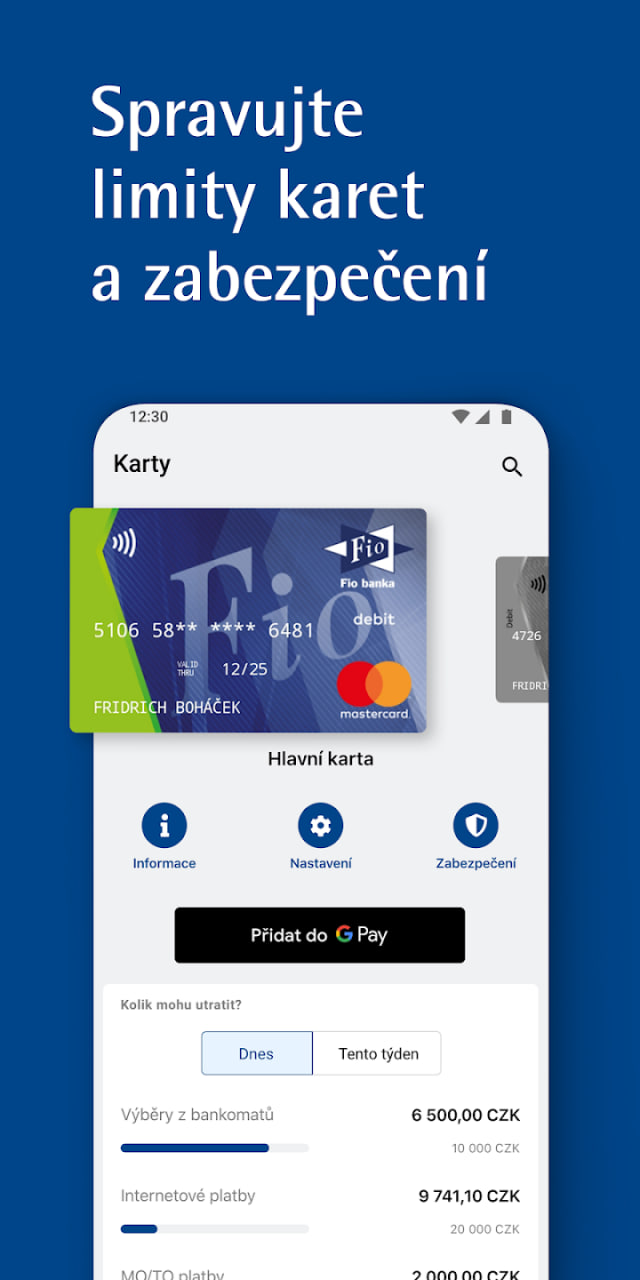 Spravujte
limity karet
a zabezpečení
12:30
Karty
Fio
Fio banka
Fio
debit
5106 58** **** 6481
VALID
THRU
12/25
FRIDRICH BOHÁČEK
mastercard.
Debit
4726
FRIDRI
Hlavní karta
Informace
Nastavení
Zabezpečení
Přidat do G Pay
Kolik mohu utratit?
Dnes
Tento týden
Výběry z bankomatů
6 500,00 CZK
10 000 CZK
Internetové platby
9 741,10 CZK
20 000 CZK
MO/TO platby
2 000,00 CZK